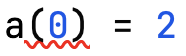 a(0) = 2